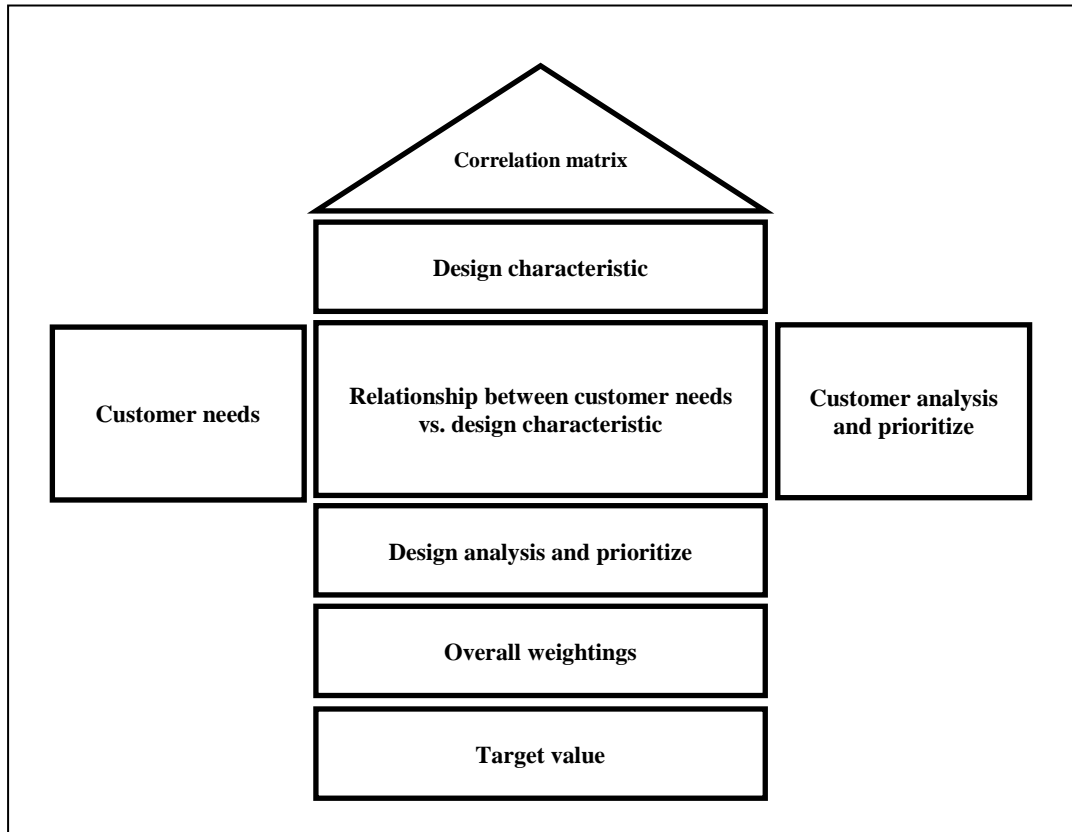 Correlation matrix
Design characteristic
Customer needs
Relationship between customer needs
vs. design characteristic
Customer analysis
and prioritize
Design analysis and prioritize
Overall weightings
Target value